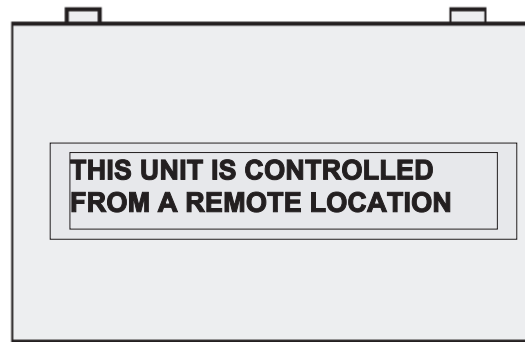 THIS UNIT IS CONTROLLED
FROM A REMOTE LOCATION